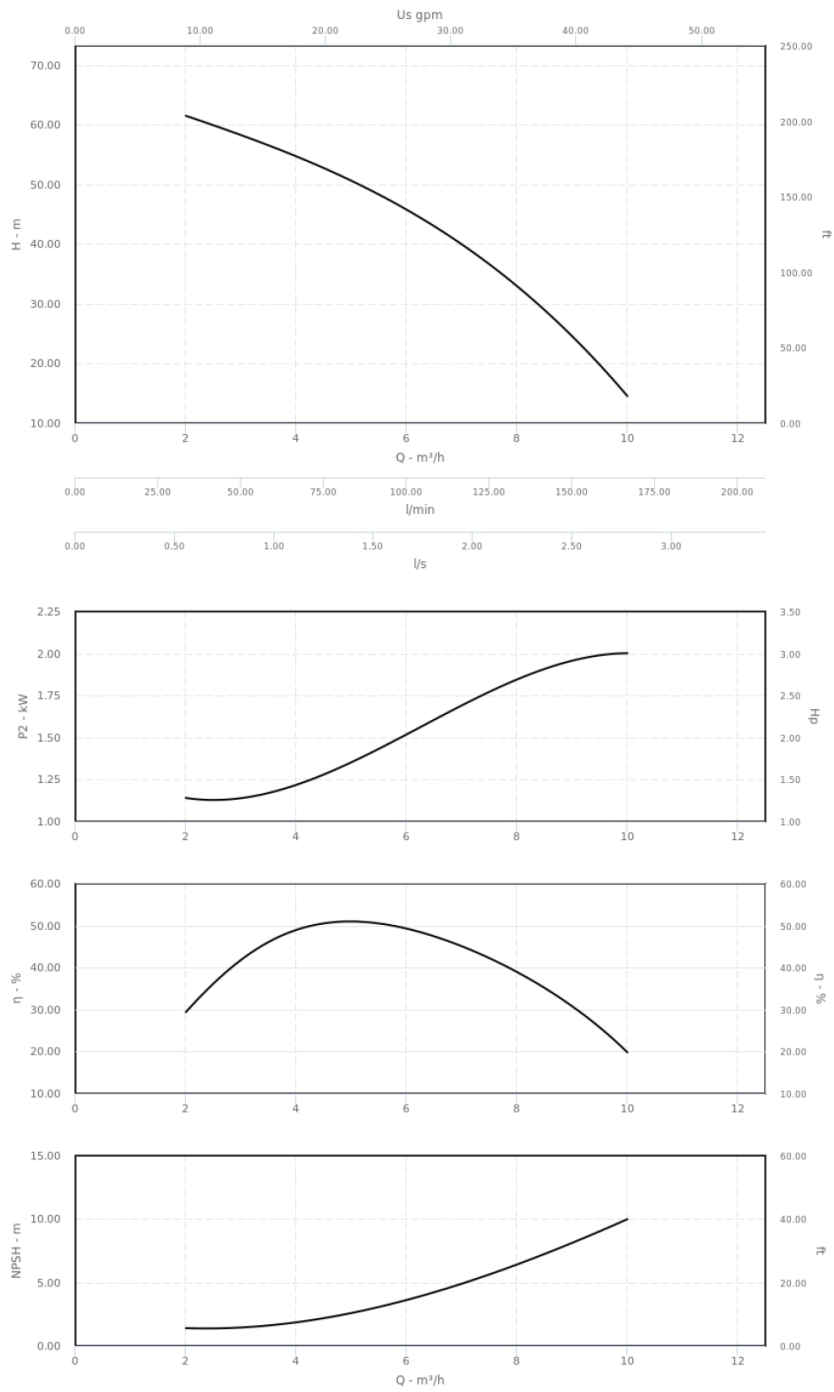 Us gpm
0.00 10.00 20.00 30.00 40.00 50.00
70.00
60.00
50.00
40.00
30.00
20.00
10.00
H - m
250.00
200.00
150.00
100.00
50.00
0.00
ft
0 2 4 6 8 10 12
Q - m³/h
0.00 25.00 50.00 75.00 100.00 125.00 150.00 175.00 200.00
l/min
0.00 0.50 1.00 1.50 2.00 2.50 3.00
l/s
2.25
2.00
1.75
1.50
1.25
1.00
P2 - kW
3.50
3.00
2.50
2.00
1.50
1.00
Hp
0 2 4 6 8 10 12
60.00
50.00
40.00
30.00
20.00
10.00
η - %
60.00
50.00
40.00
30.00
20.00
10.00
η - %
0 2 4 6 8 10 12
15.00
10.00
5.00
0.00
NPSH - m
60.00
40.00
20.00
0.00
ft
0 2 4 6 8 10 12
Q - m³/h